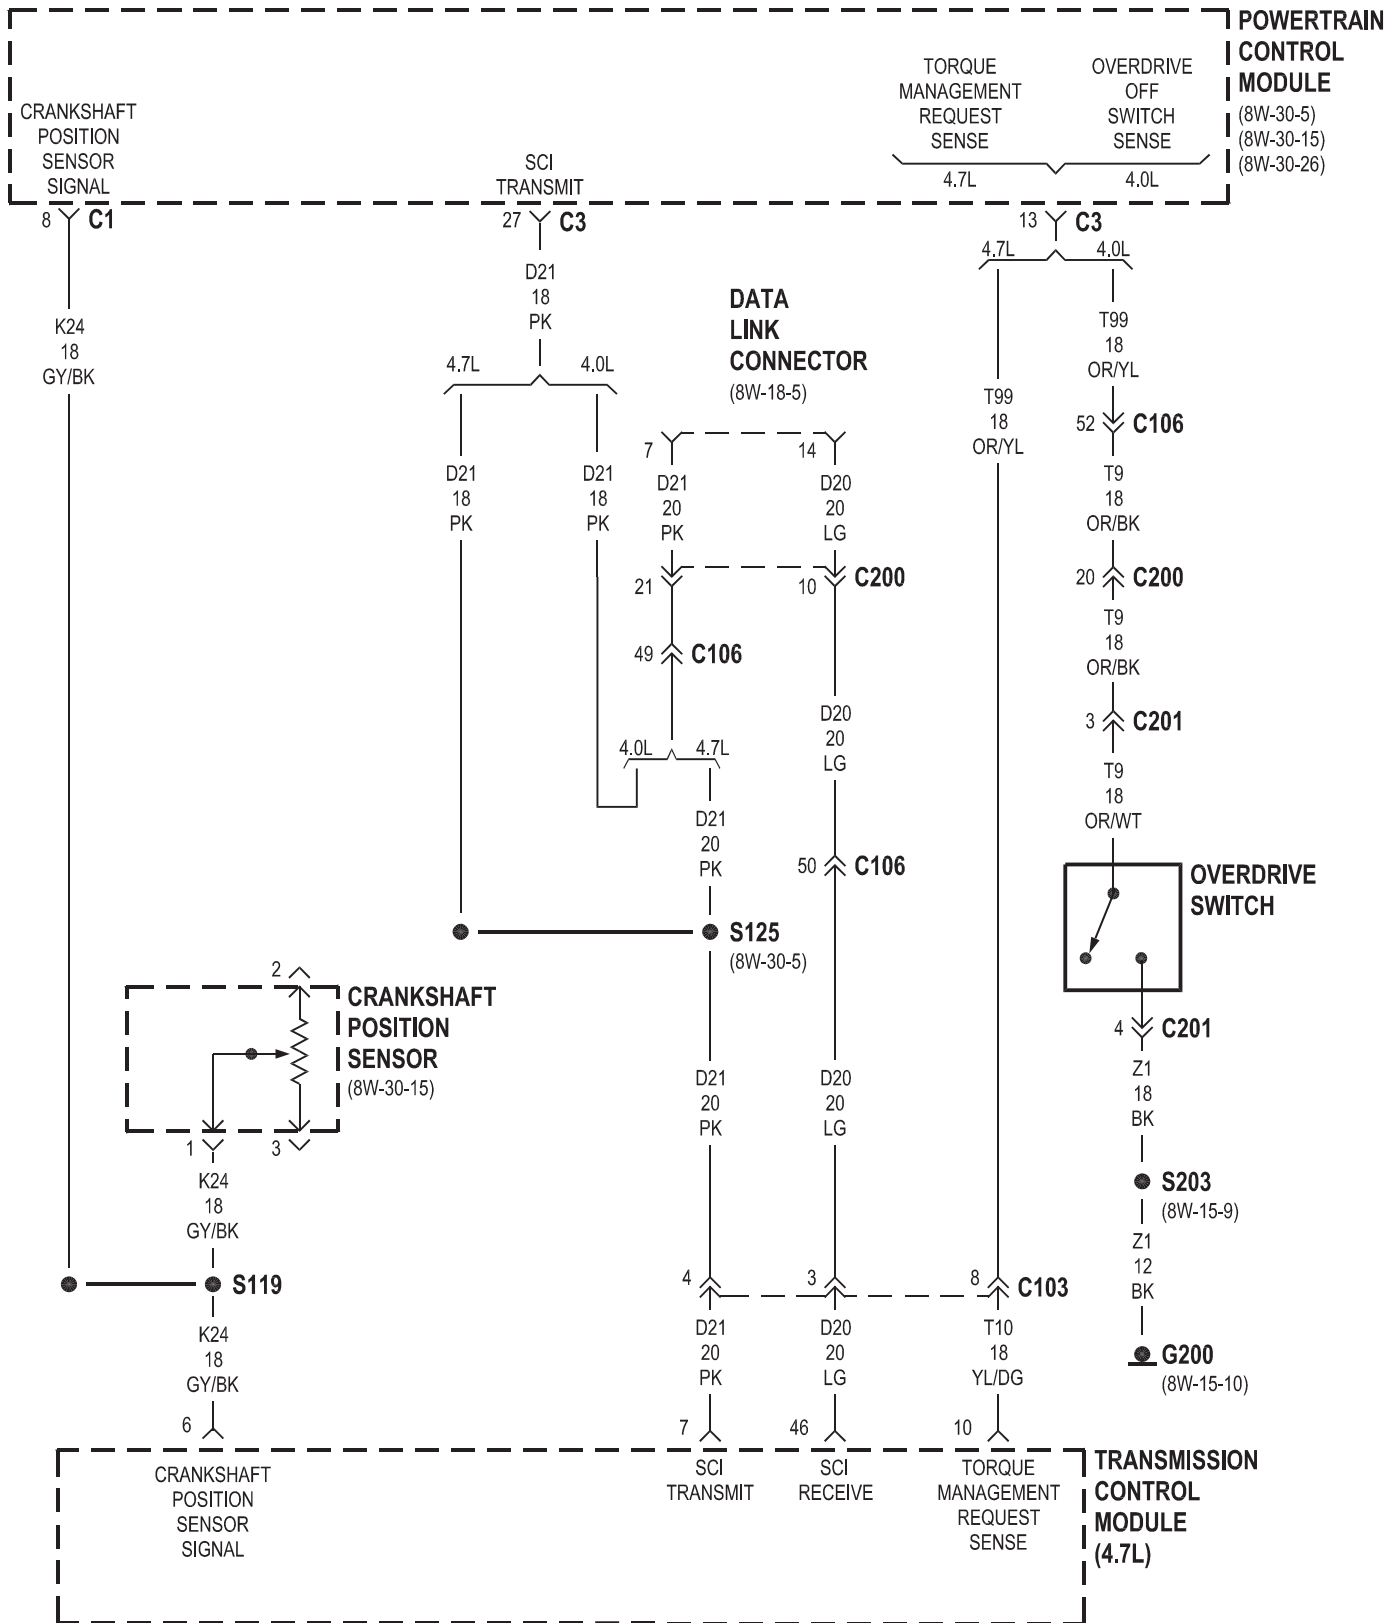 POWERTRAIN
CONTROL
MODULE
(8W-30-5)
(8W-30-15)
(8W-30-26)
CRANKSHAFT
POSITION
SENSOR
SIGNAL
SCI
TRANSMIT
TORQUE
MANAGEMENT
REQUEST
SENSE
OVERDRIVE
OFF
SWITCH
SENSE
4.7L
4.0L
8
C1
27
C3
13
C3
K24
18
GY/BK
D21
18
PK
4.7L
4.0L
D21
18
PK
D21
18
PK
DATA
LINK
CONNECTOR
(8W-18-5)
7
14
D21
20
PK
D20
20
LG
21
10
C200
49
C106
4.0L
4.7L
D21
20
PK
D20
20
LG
50
C106
S125
(8W-30-5)
4.7L
4.0L
T99
18
OR/YL
T99
18
OR/YL
52
C106
T9
18
OR/BK
20
C200
T9
18
OR/BK
3
C201
T9
18
OR/WT
OVERDRIVE
SWITCH
4
C201
Z1
18
BK
S203
(8W-15-9)
Z1
12
BK
G200
(8W-15-10)
2
CRANKSHAFT
POSITION
SENSOR
(8W-30-15)
1
3
K24
18
GY/BK
S119
K24
18
GY/BK
6
D21
20
PK
D20
20
LG
4
3
8
C103
D21
20
PK
D20
20
LG
T10
18
YL/DG
7
46
10
CRANKSHAFT
POSITION
SENSOR
SIGNAL
SCI
TRANSMIT
SCI
RECEIVE
TORQUE
MANAGEMENT
REQUEST
SENSE
TRANSMISSION
CONTROL
MODULE
(4.7L)